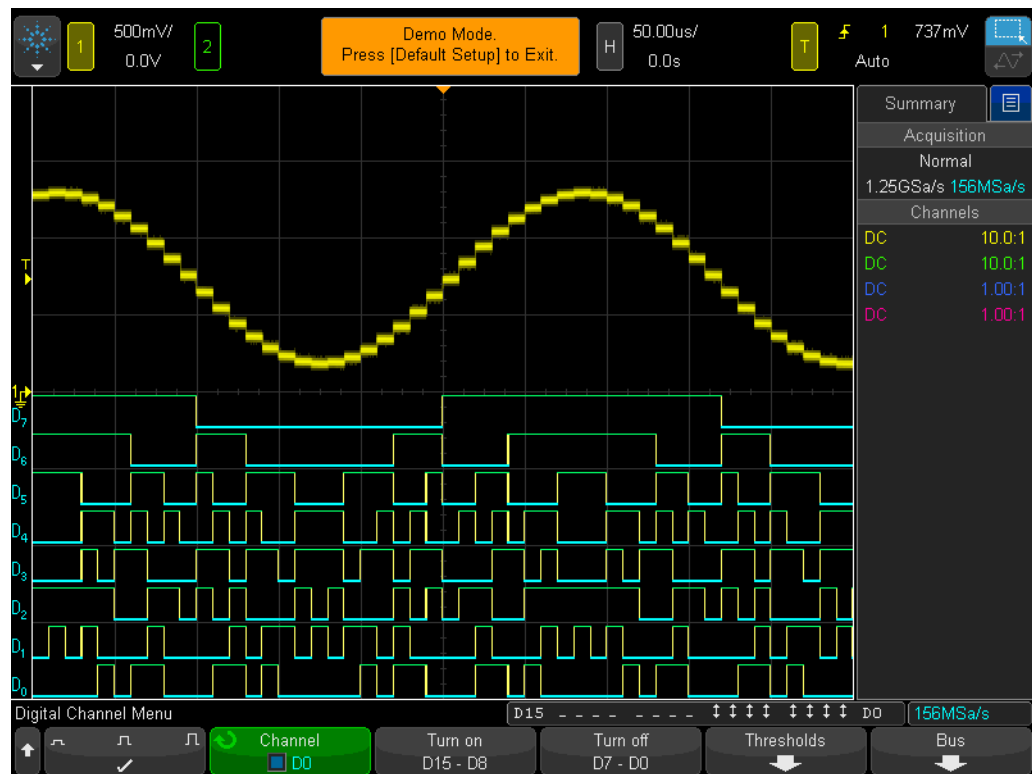 1 500mV/ 0.0V
2
Demo Mode.
Press [Default Setup] to Exit.
H 50.00us/ 0.0s
T 1 737mV
Auto
Summary
Acquisition
Normal
1.25GSa/s 156MSa/s
Channels
DC 10.0:1
DC 10.0:1
DC 1.00:1
DC 1.00:1
T
1
D7
D6
D5
D4
D3
D2
D1
D0
Digital Channel Menu
D15 _ _ _ _ _ _ _ _ ↕ ↕ ↕ ↕ ↕ ↕ ↕ ↕ D0
156MSa/s
Channel
D0
Turn on
D15 - D8
Turn off
D7 - D0
Thresholds
Bus